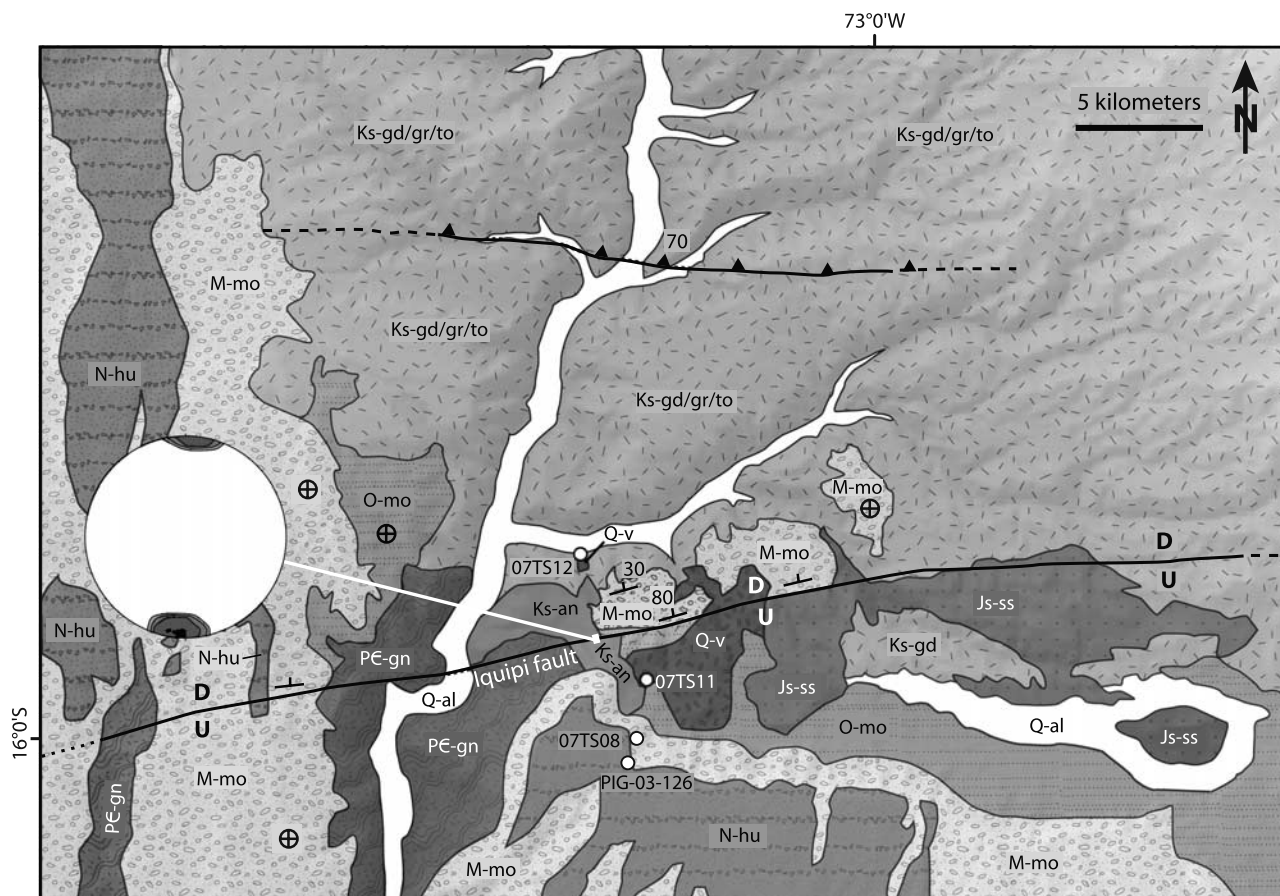 73°0'W
5 kilometers
N
Ks-gd/gr/to
Ks-gd/gr/to
70
M-mo
Ks-gd/gr/to
N-hu
Ks-gd/gr/to
M-mo
O-mo
Q-v
07TS12
M-mo
D
U
30
Ks-an
M-mo
80
D
U
Js-ss
N-hu
N-hu
PЄ-gn
Ks-an
Q-v
Ks-gd
Iquipi fault
07TS11
Js-ss
D
U
Q-al
16°0'S
PЄ-gn
07TS08
O-mo
Q-al
Js-ss
M-mo
PIG-03-126
PЄ-gn
N-hu
M-mo
M-mo